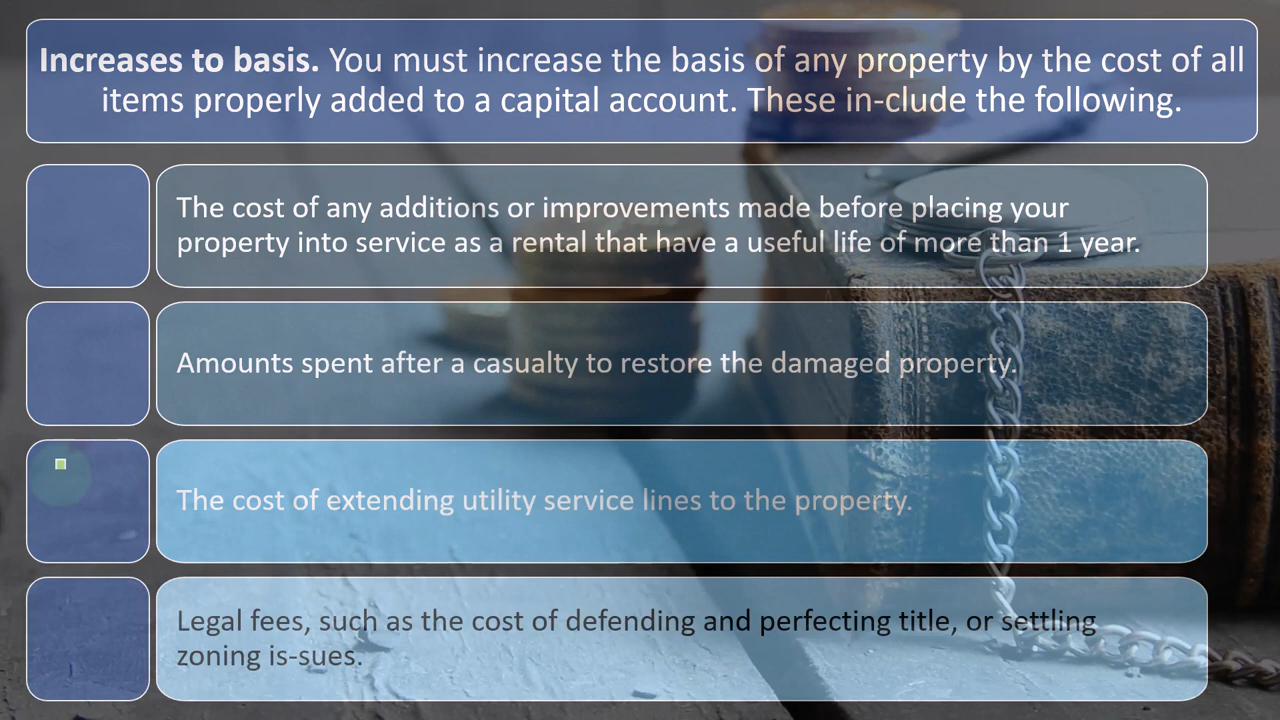 Increases to basis. You must increase the basis of any property by the cost of all
items properly added to a capital account. These in-clude the following.
The cost of any additions or improvements made before placing your
property into service as a rental that have a useful life of more than 1 year.
Amounts spent after a casualty to restore the damaged property.
The cost of extending utility service lines to the property.
Legal fees, such as the cost of defending and perfecting title, or settling
zoning is-sues.